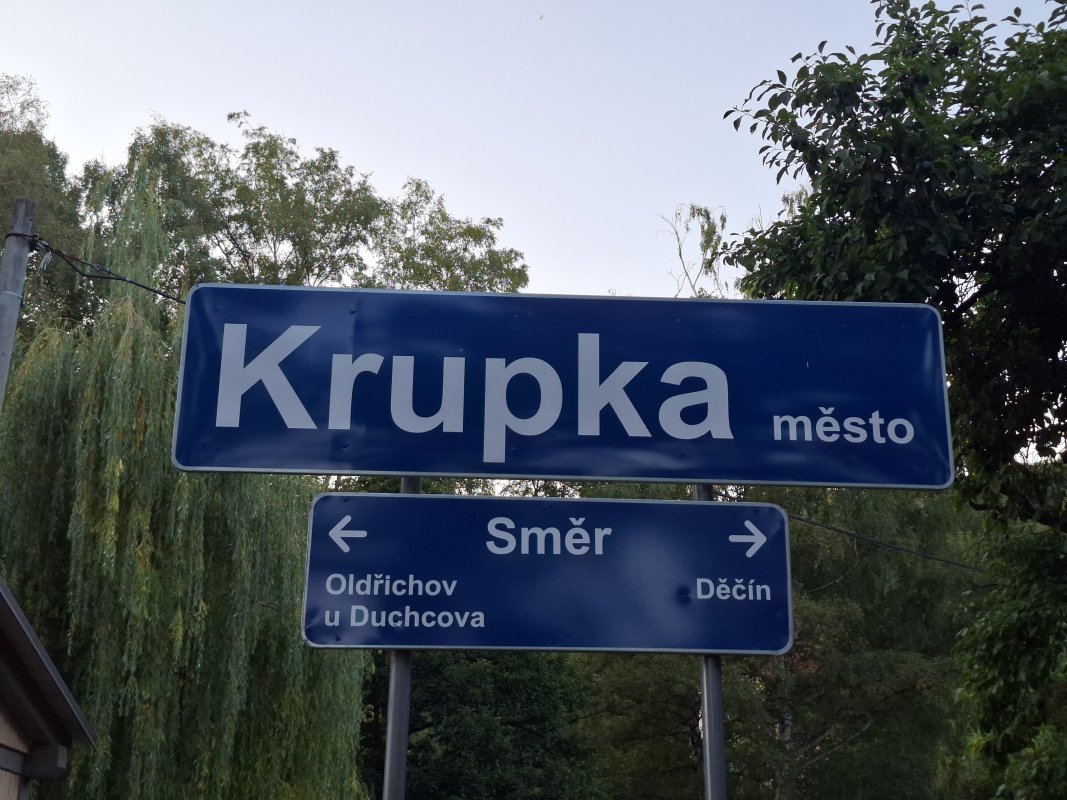 Krupka město
← Směr →
Oldřichov
u Duchcova
Děčín